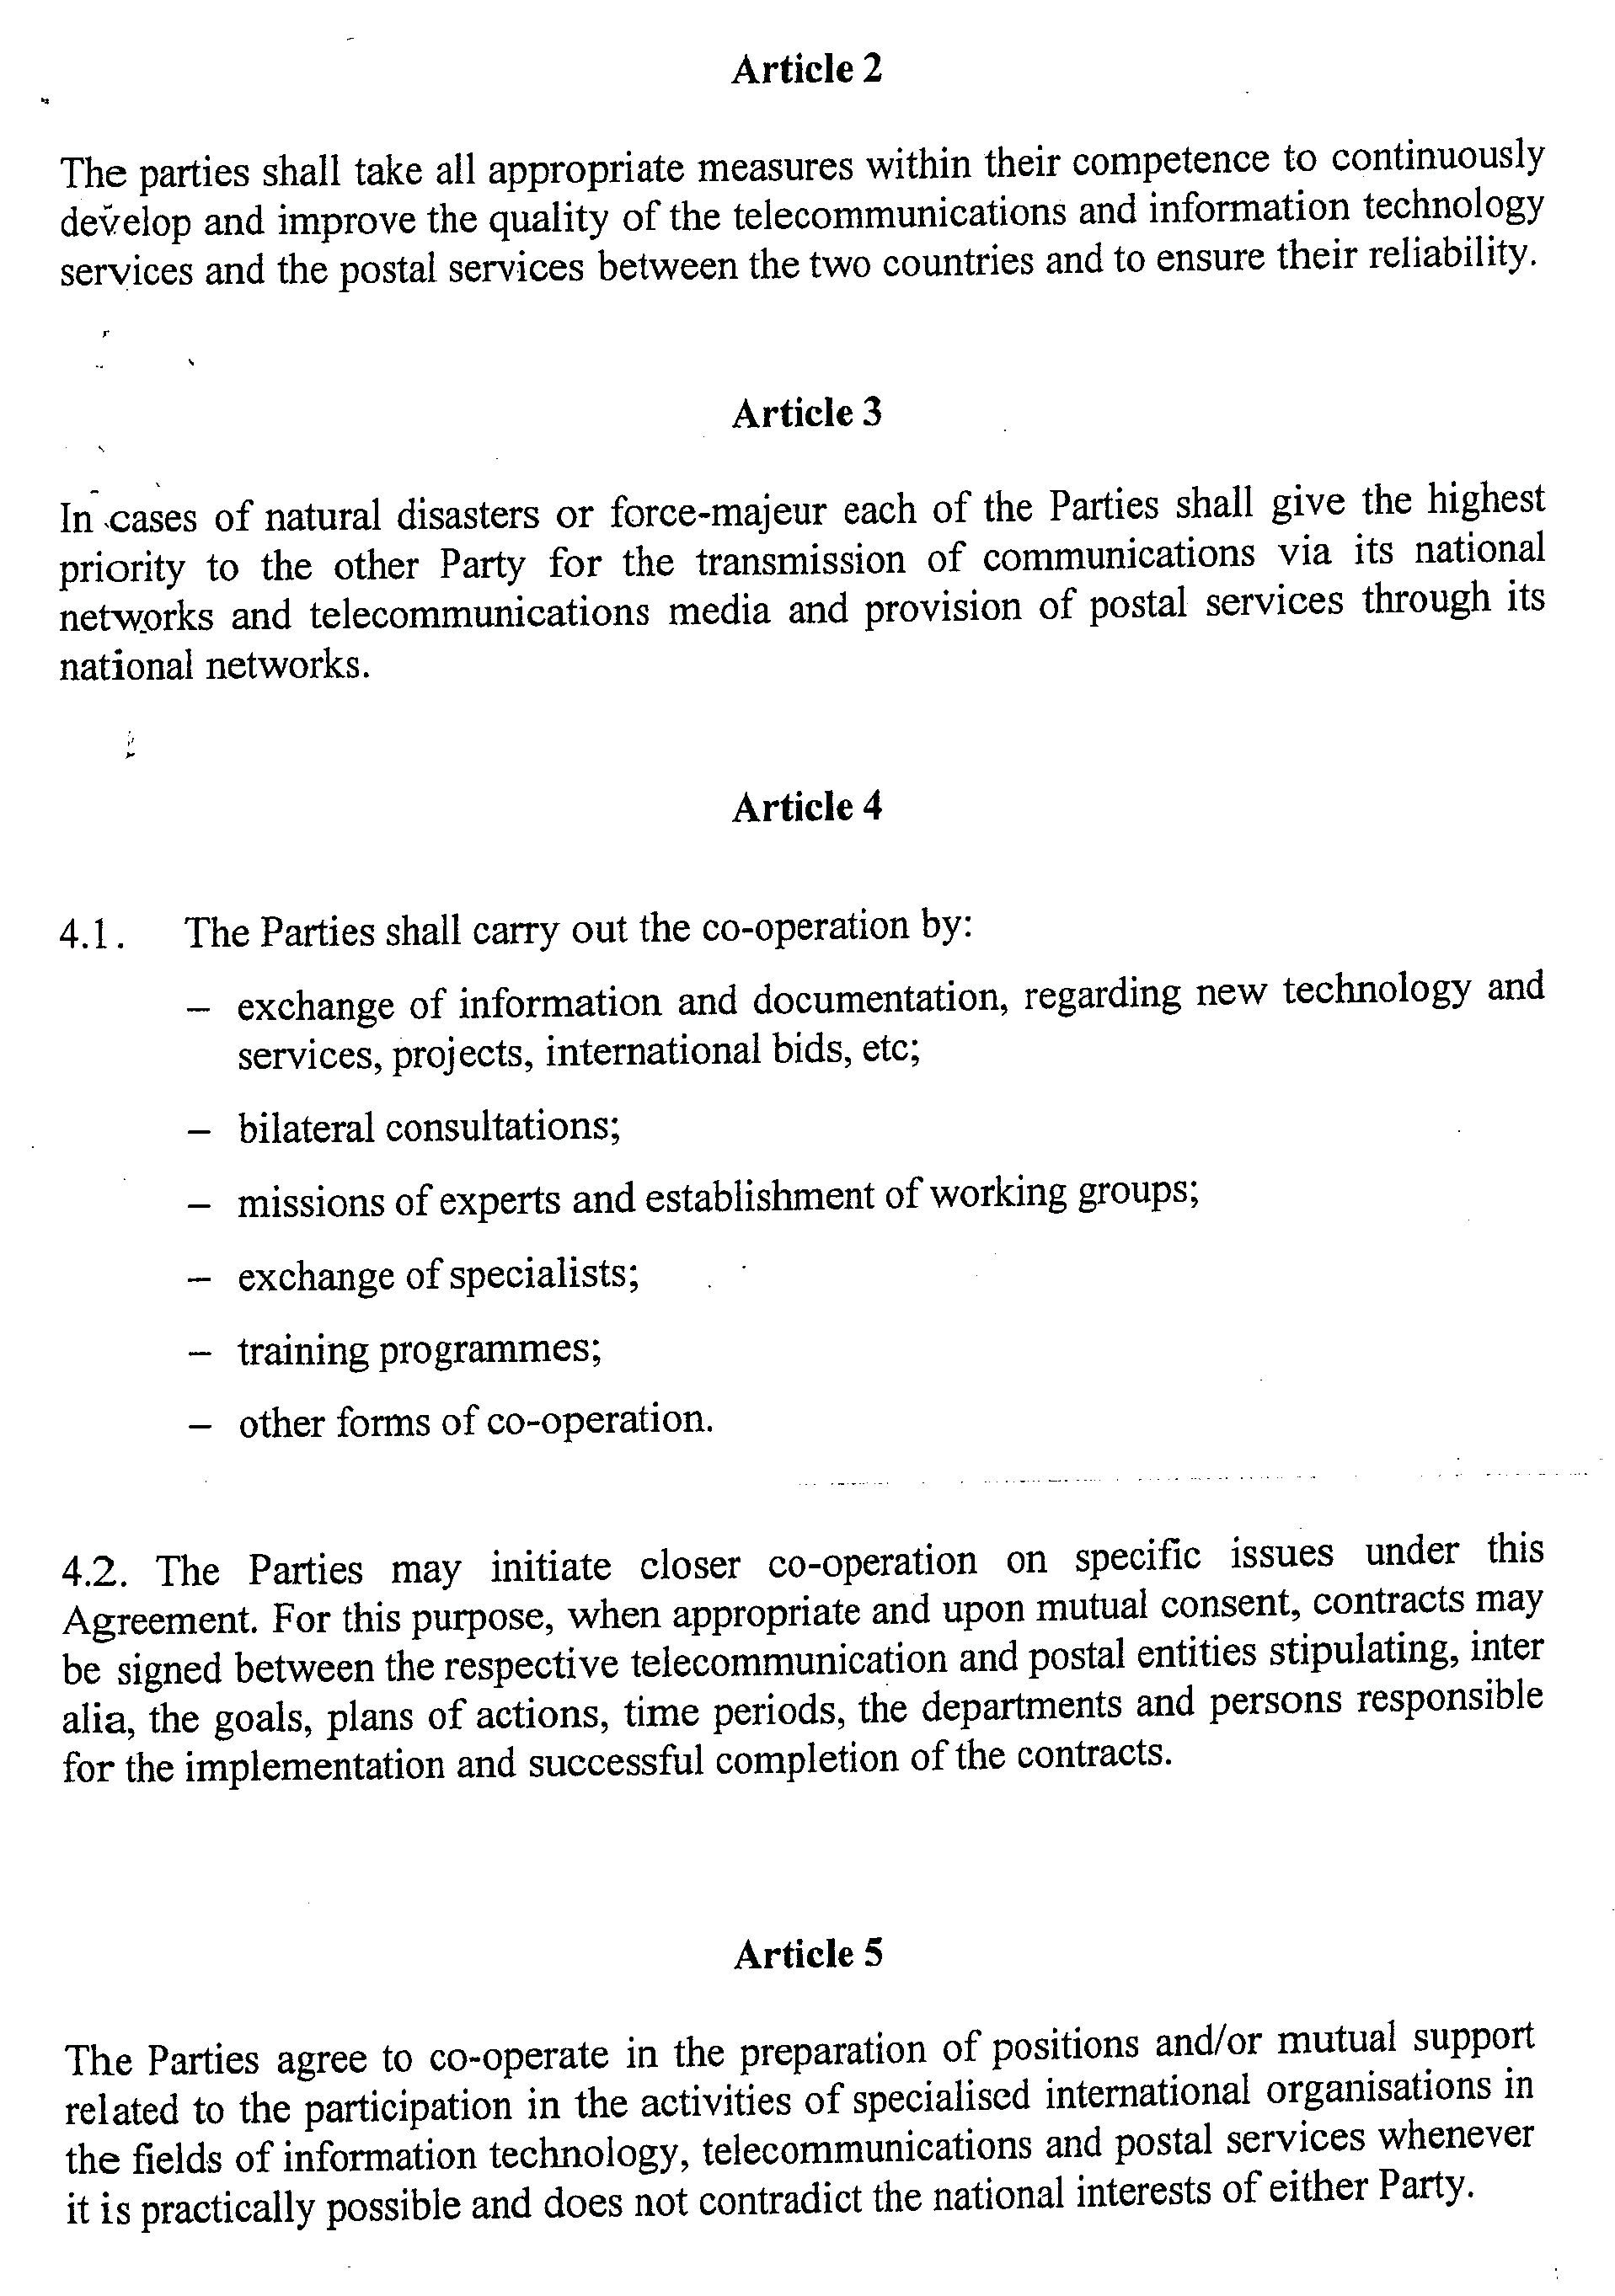 Article 2
The parties shall take all appropriate measures within their competence to continuously
develop and improve the quality of the telecommunications and information technology
services and the postal services between the two countries and to ensure their reliability.
Article 3
In cases of natural disasters or force-majeur each of the Parties shall give the highest
priority to the other Party for the transmission of communications via its national
networks and telecommunications media and provision of postal services through its
national networks.
Article 4
4.1. The Parties shall carry out the co-operation by:
– exchange of information and documentation, regarding new technology and
services, projects, international bids, etc;
– bilateral consultations;
– missions of experts and establishment of working groups;
– exchange of specialists;
– training programmes;
– other forms of co-operation.
4.2. The Parties may initiate closer co-operation on specific issues under this
Agreement. For this purpose, when appropriate and upon mutual consent, contracts may
be signed between the respective telecommunication and postal entities stipulating, inter
alia, the goals, plans of actions, time periods, the departments and persons responsible
for the implementation and successful completion of the contracts.
Article 5
The Parties agree to co-operate in the preparation of positions and/or mutual support
related to the participation in the activities of specialised international organisations in
the fields of information technology, telecommunications and postal services whenever
it is practically possible and does not contradict the national interests of either Party.